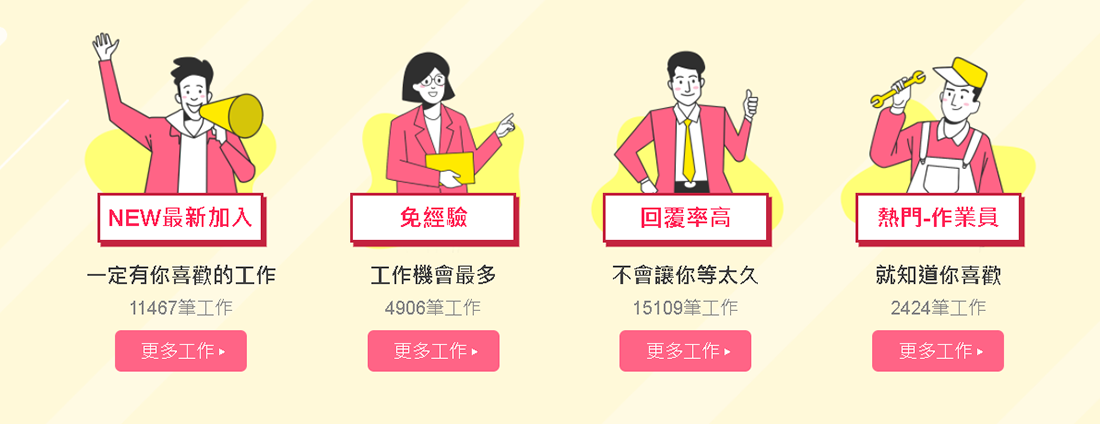 NEW最新加入
一定有你喜歡的工作
11467筆工作
更多工作▸
免經驗
工作機會最多
4906筆工作
更多工作▸
回覆率高
不會讓你等太久
15109筆工作
更多工作▸
熱門-作業員
就知道你喜歡
2424筆工作
更多工作▸